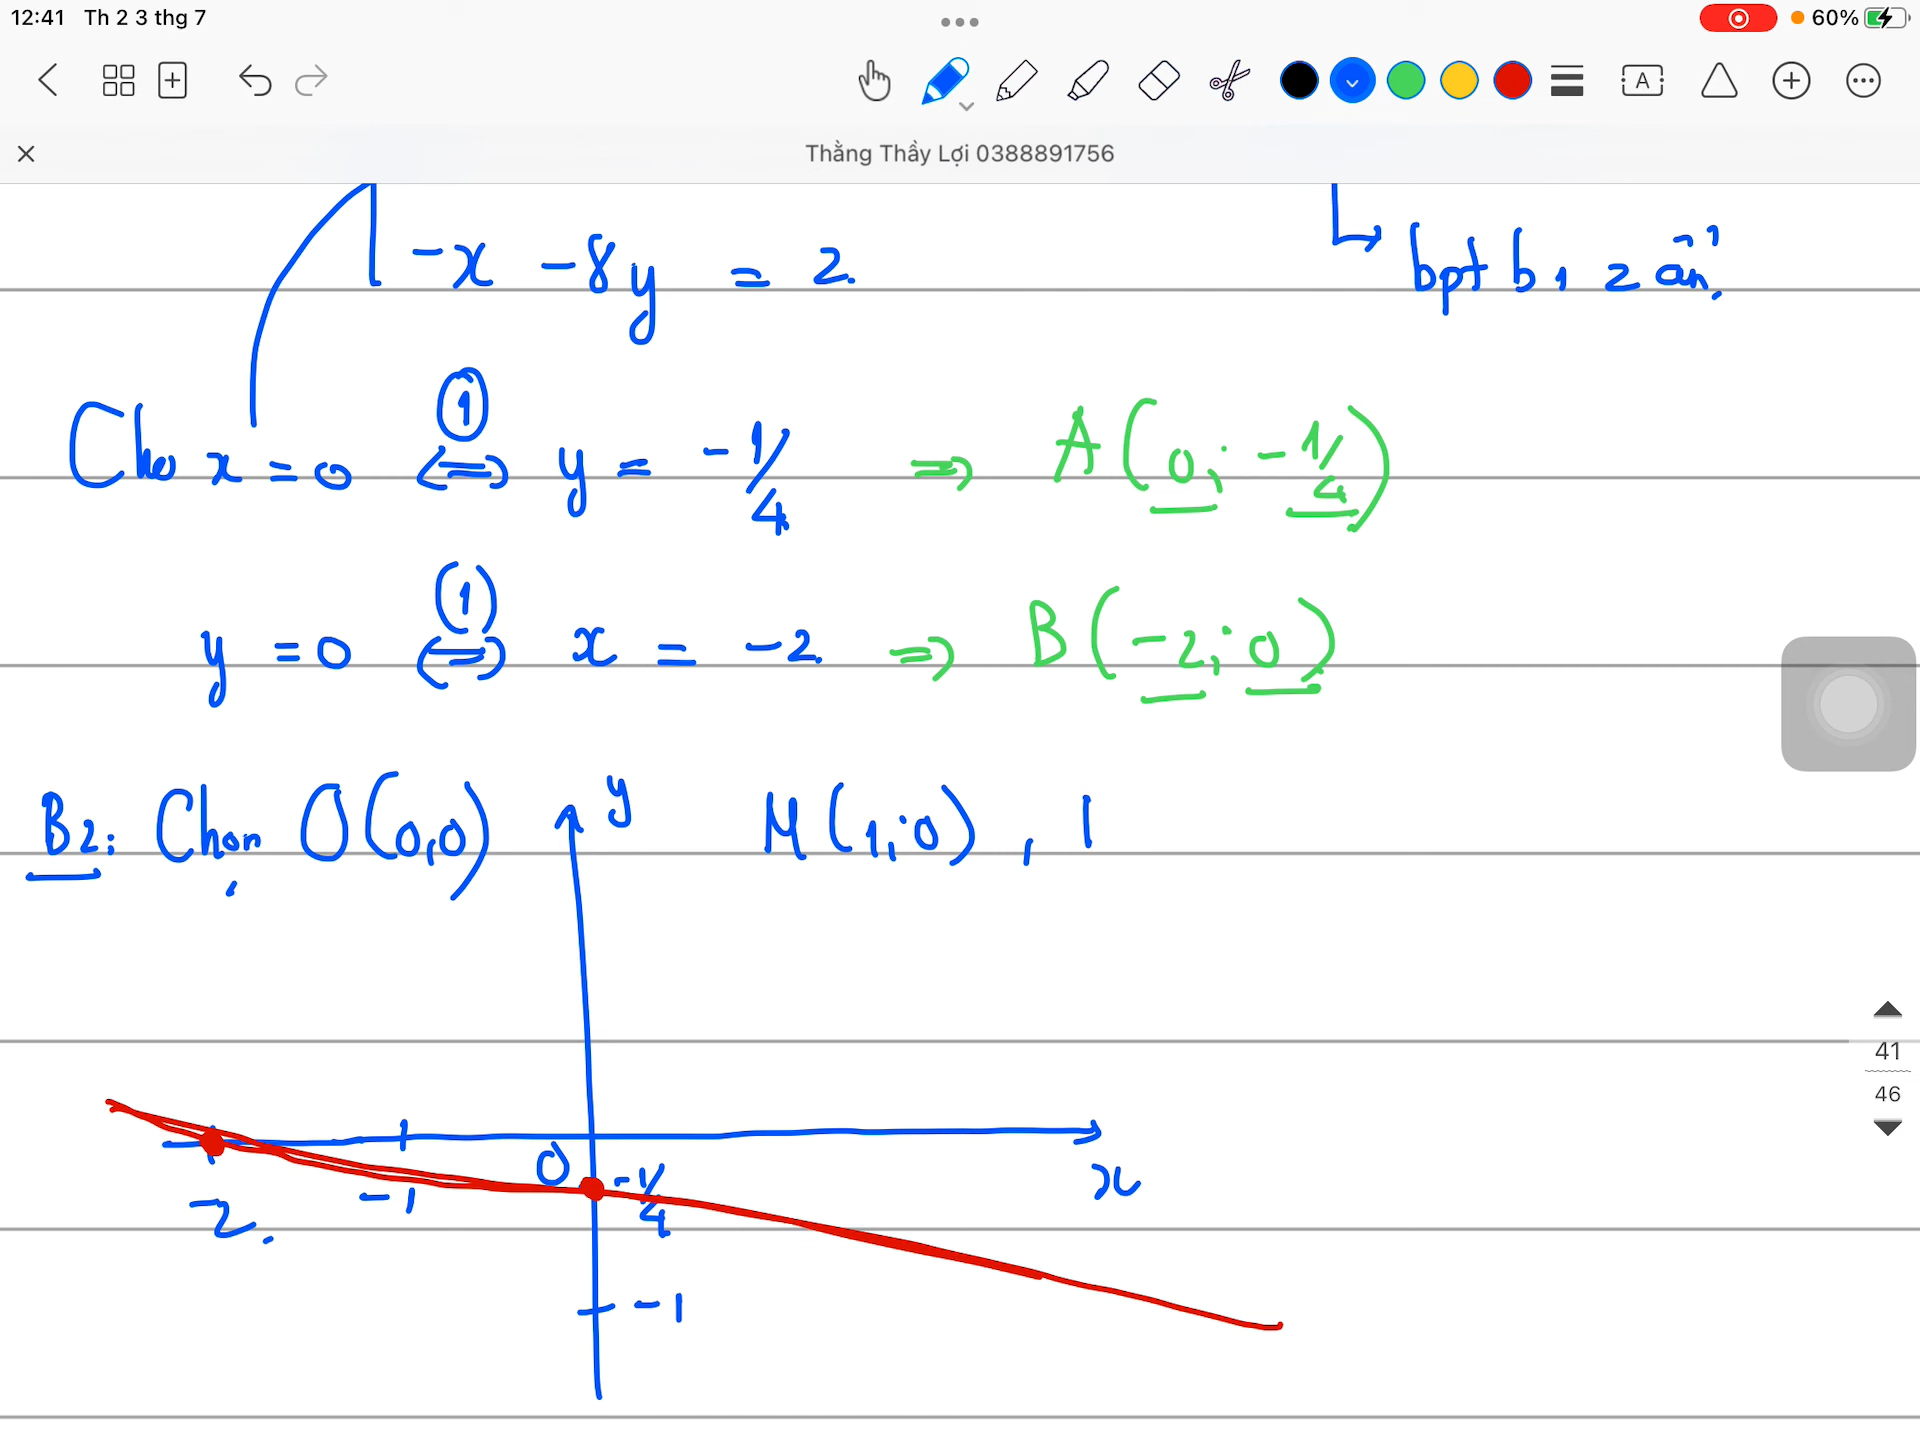 12:41 Th 2 3 thg 7 60%
A
Thằng Thầy Lợi 0388891756
-x -8y = 2.
bpt b1 2 ẩn.
Cho x = 0 ⟺ (1) y = -1/4 ⇒ A(0; -1/4)
y = 0 ⟺ (1) x = -2. ⇒ B(-2; 0)
B2: Chọn O(0,0) y M(1;0), 1
41
46
-2. -1 0 -1/4 x
-1